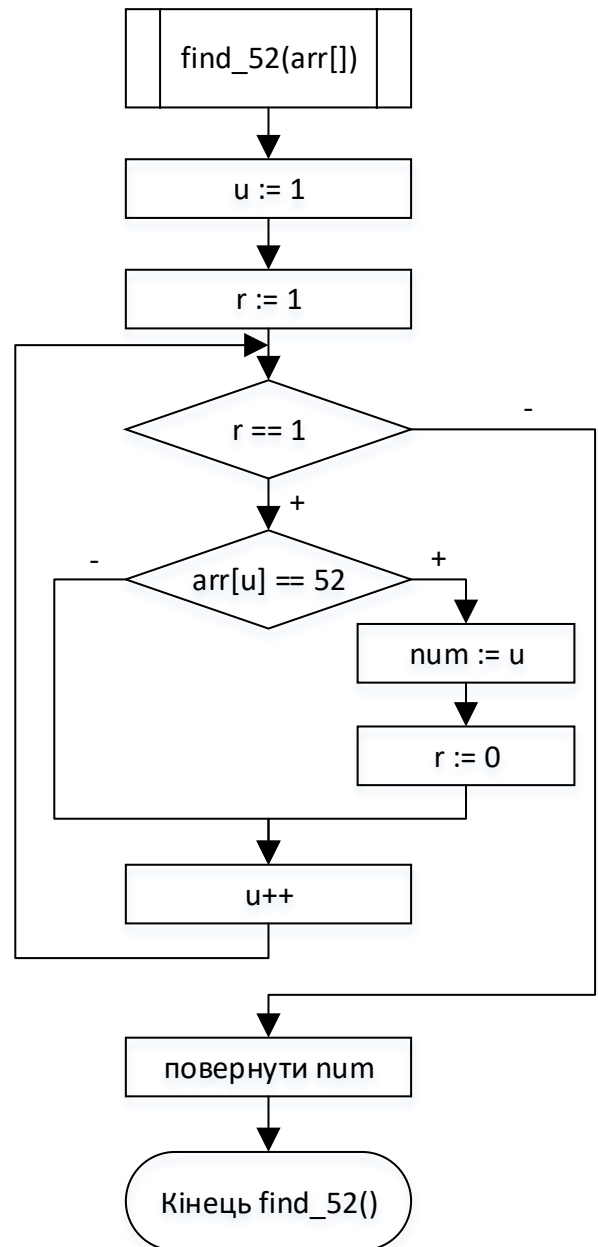 find_52(arr[])
u := 1
r := 1
r == 1
-
+
arr[u] == 52
-
+
num := u
r := 0
u++
повернути num
Кінець find_52()